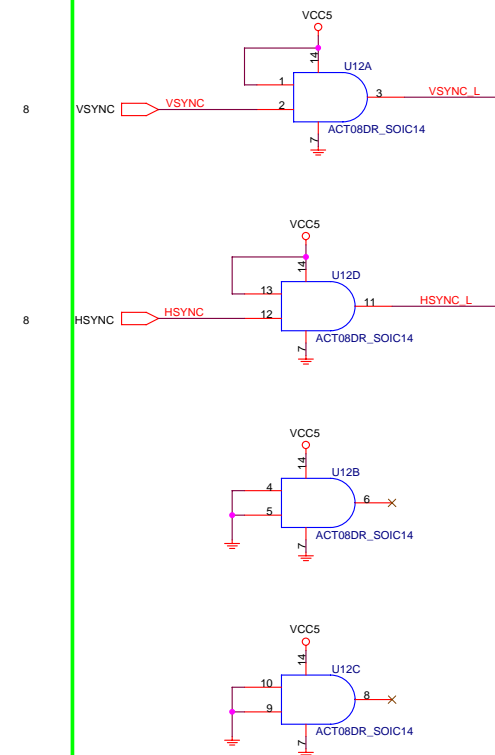 VCC5
14
U12A
1
3
VSYNC_L
8
VSYNC
VSYNC
2
ACT08DR_SOIC14
7
VCC5
14
U12D
13
11
HSYNC_L
8
HSYNC
HSYNC
12
ACT08DR_SOIC14
7
VCC5
14
U12B
4
6
5
ACT08DR_SOIC14
7
VCC5
14
U12C
10
8
9
ACT08DR_SOIC14
7